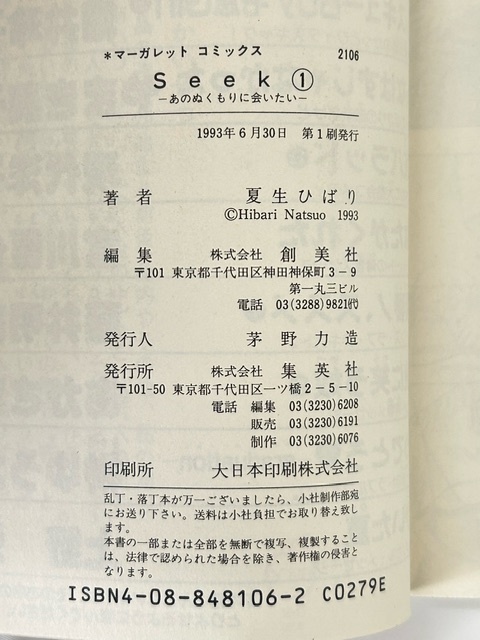 *マーガレット コミックス 2106
Seek①
―あのぬくもりに会いたい―
1993年6月30日 第1刷発行
著者 夏生ひばり
©Hibari Natsuo 1993
編集 株式会社 創美社
〒101 東京都千代田区神田神保町3-9
第一丸三ビル
電話 03(3288)9821㈹
発行人 茅野力造
発行所 株式会社 集英社
〒101-50 東京都千代田区一ツ橋2-5-10
電話 編集 03(3230)6208
販売 03(3230)6191
制作 03(3230)6076
印刷所 大日本印刷株式会社
乱丁・落丁本が万一ございましたら、小社制作部宛
にお送り下さい。送料は小社負担でお取り替え致し
ます。
本書の一部または全部を無断で複写、複製すること
は、法律で認められた場合を除き、著作権の侵害と
なります。
ISBN4-08-848106-2 C0279E